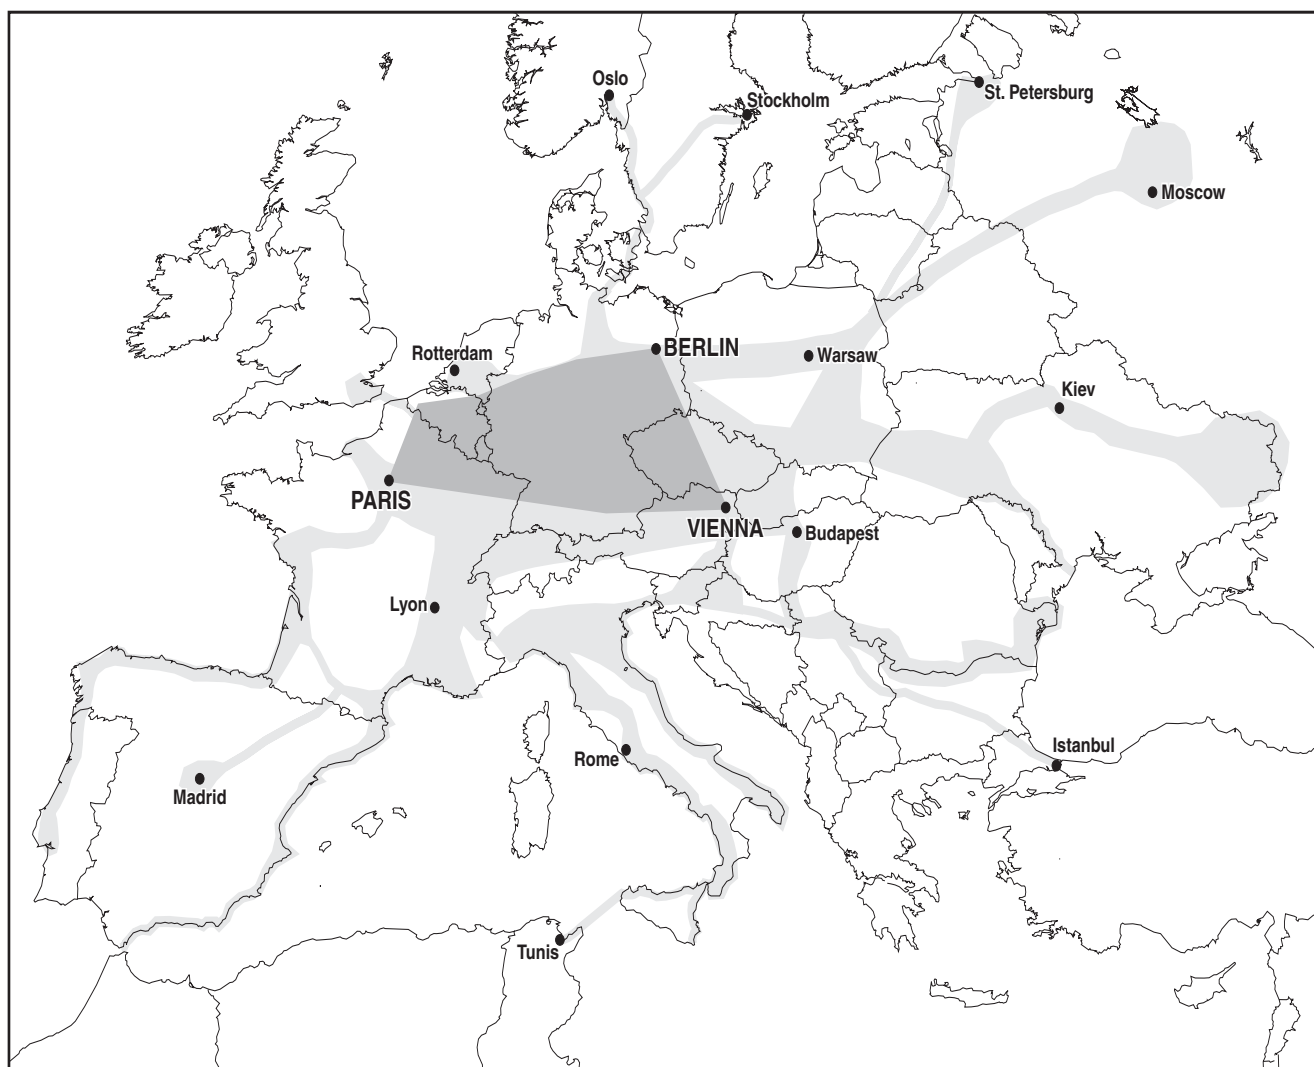 Oslo
Stockholm
St. Petersburg
Moscow
BERLIN
Rotterdam
Warsaw
Kiev
PARIS
VIENNA
Budapest
Lyon
Rome
Istanbul
Madrid
Tunis